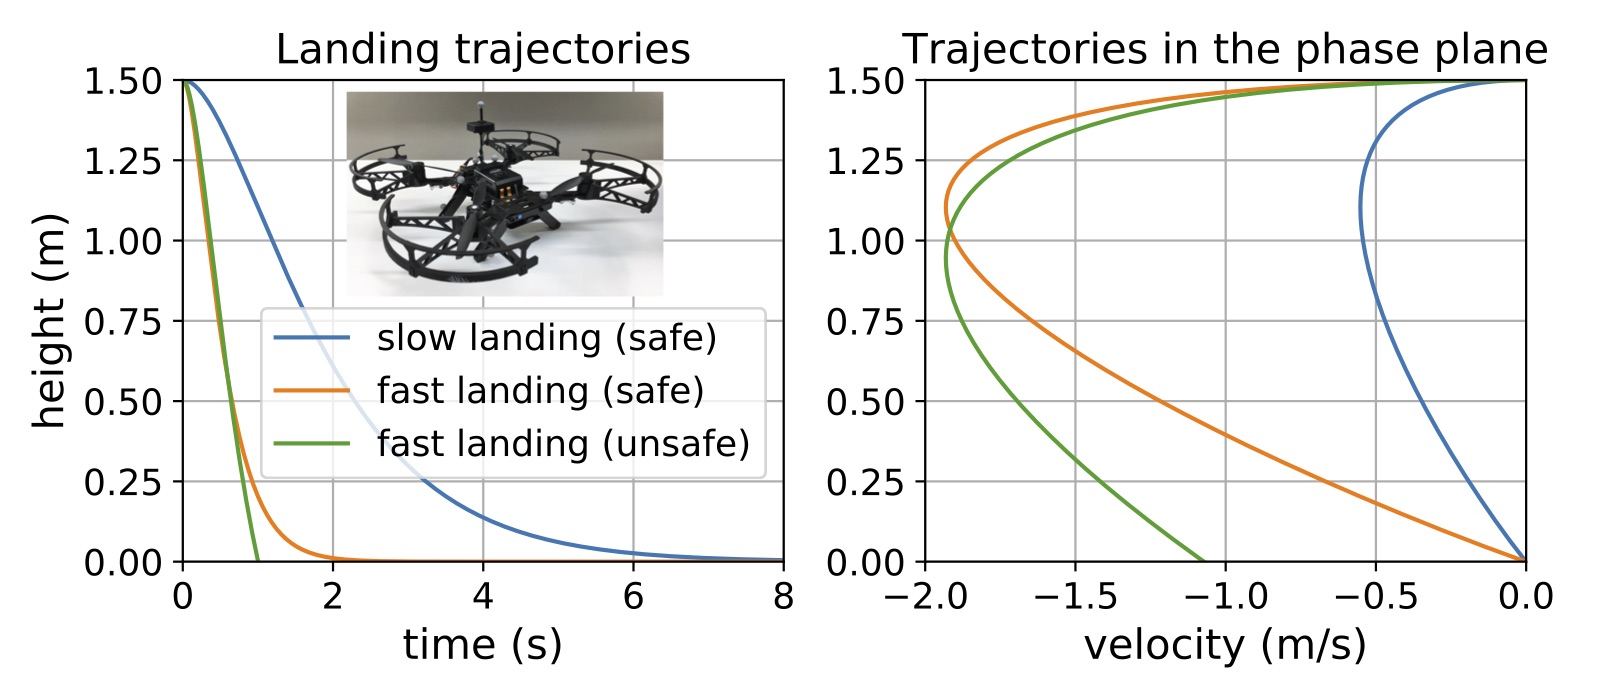 Landing trajectories
height (m)
1.50
1.25
1.00
0.75
0.50
0.25
0.00
slow landing (safe)
fast landing (safe)
fast landing (unsafe)
0 2 4 6 8
time (s)
Trajectories in the phase plane
1.50
1.25
1.00
0.75
0.50
0.25
0.00
−2.0 −1.5 −1.0 −0.5 0.0
velocity (m/s)